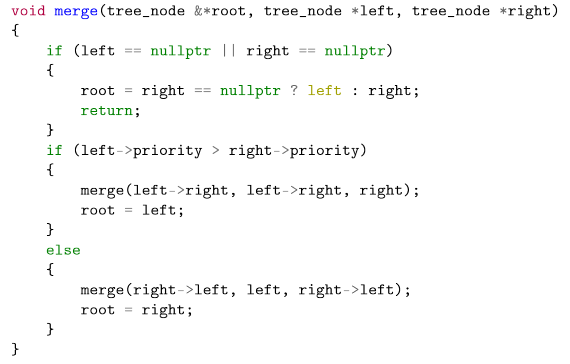 void merge(tree_node &*root, tree_node *left, tree_node *right)
{
    if (left == nullptr || right == nullptr)
    {
        root = right == nullptr ? left : right;
        return;
    }
    if (left->priority > right->priority)
    {
        merge(left->right, left->right, right);
        root = left;
    }
    else
    {
        merge(right->left, left, right->left);
        root = right;
    }
}